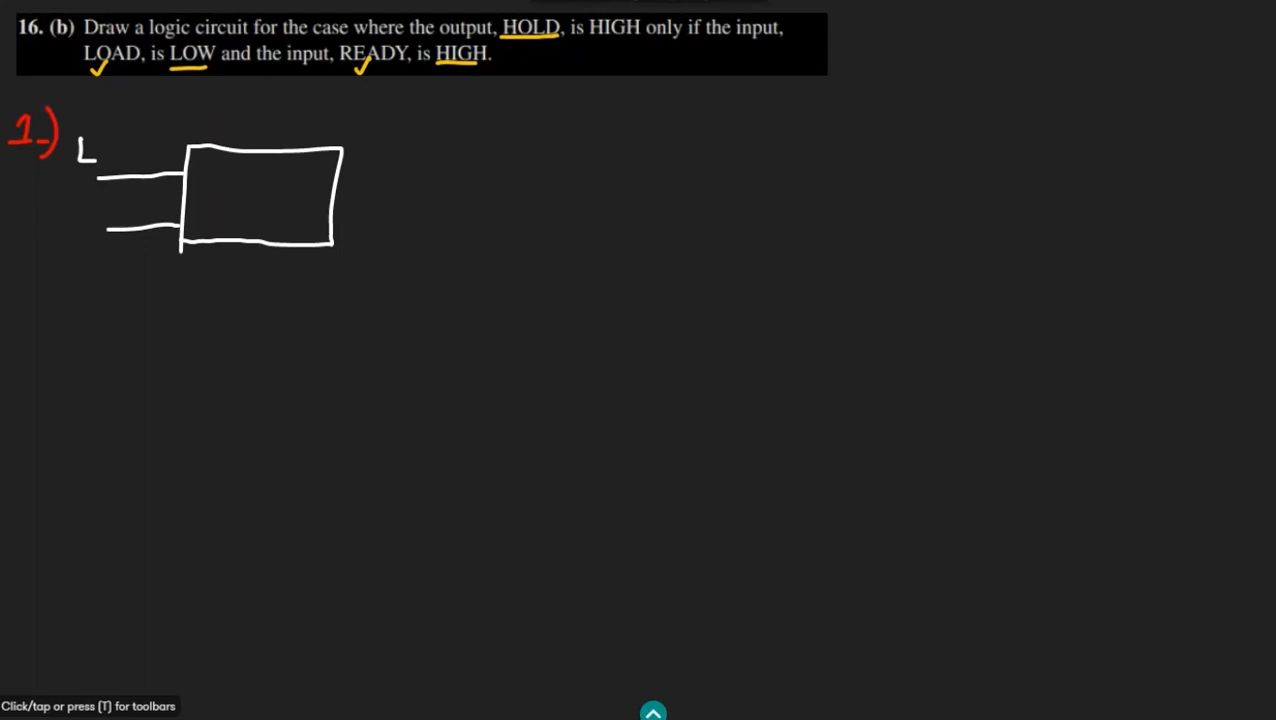 16. (b) Draw a logic circuit for the case where the output, HOLD, is HIGH only if the input,
LOAD, is LOW and the input, READY, is HIGH.
1.)
L
Click/tap or press (T) for toolbars